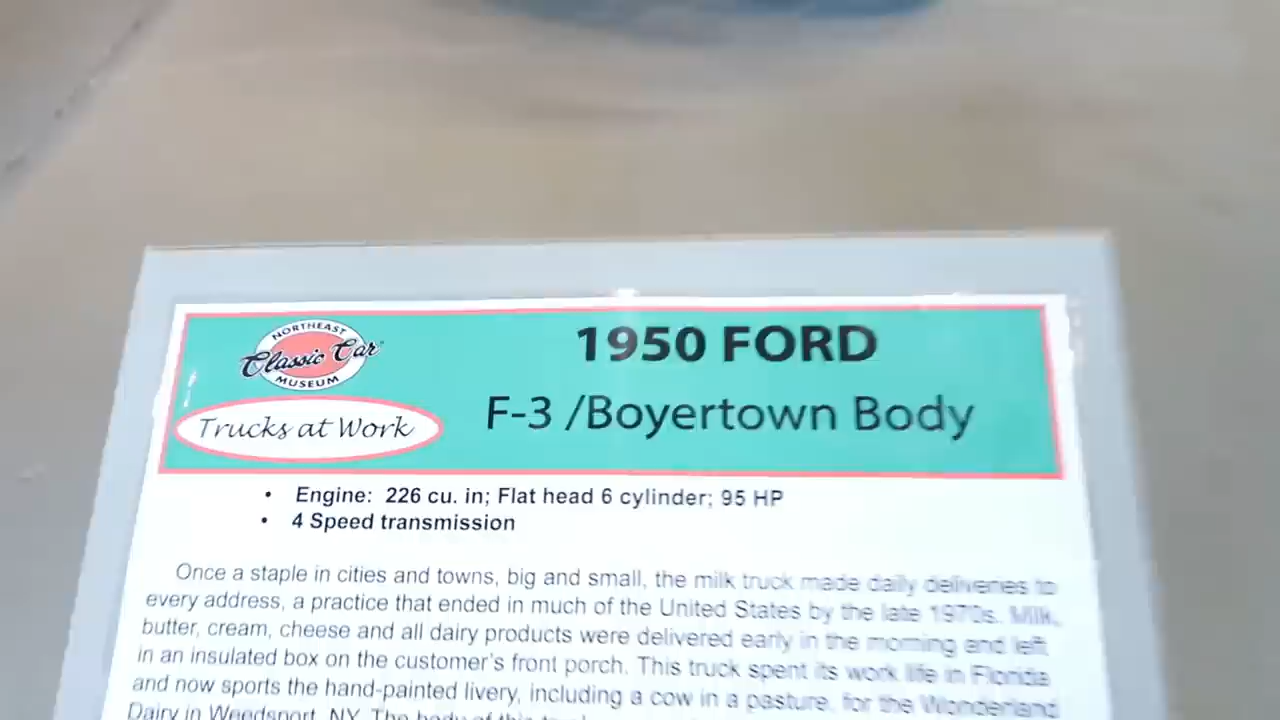 NORTHEAST
Classic Car
MUSEUM
Trucks at Work
1950 FORD
F-3 /Boyertown Body
• Engine: 226 cu. in; Flat head 6 cylinder; 95 HP
• 4 Speed transmission
Once a staple in cities and towns, big and small, the milk truck made daily deliveries to
every address, a practice that ended in much of the United States by the late 1970s. Milk,
butter, cream, cheese and all dairy products were delivered early in the morning and left
in an insulated box on the customer's front porch. This truck spent its work life in Florida
and now sports the hand-painted livery, including a cow in a pasture, for the Wonderland
Dairy in Weedsport, NY. The body of this